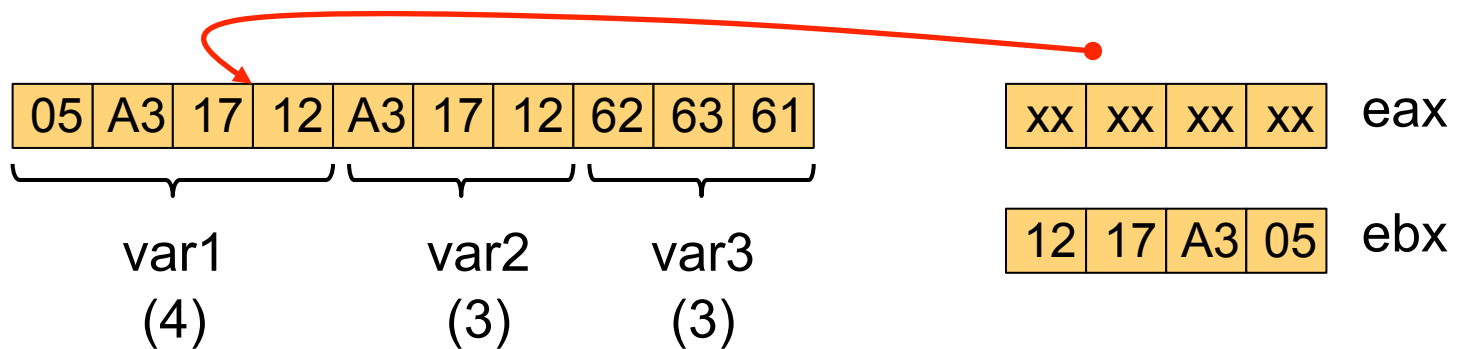 05 A3 17 12 A3 17 12 62 63 61
xx xx xx xx eax
12 17 A3 05 ebx
var1 var2 var3
(4) (3) (3)